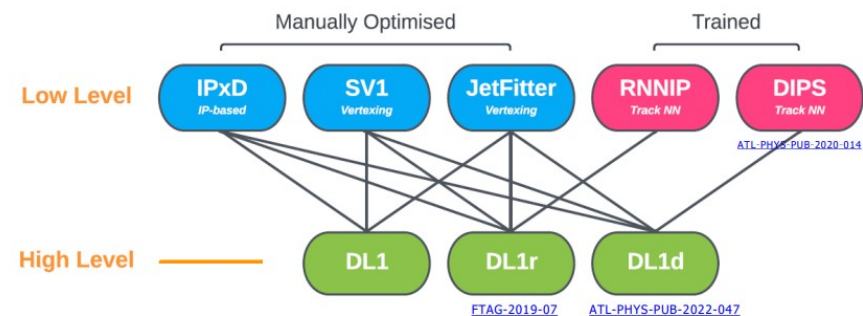 Manually Optimised
Trained
Low Level
IPxD
IP-based
SV1
Vertexing
JetFitter
Vertexing
RNNIP
Track NN
DIPS
Track NN
ATL-PHYS-PUB-2020-014
High Level
DL1
DL1r
DL1d
FTAG-2019-07
ATL-PHYS-PUB-2022-047